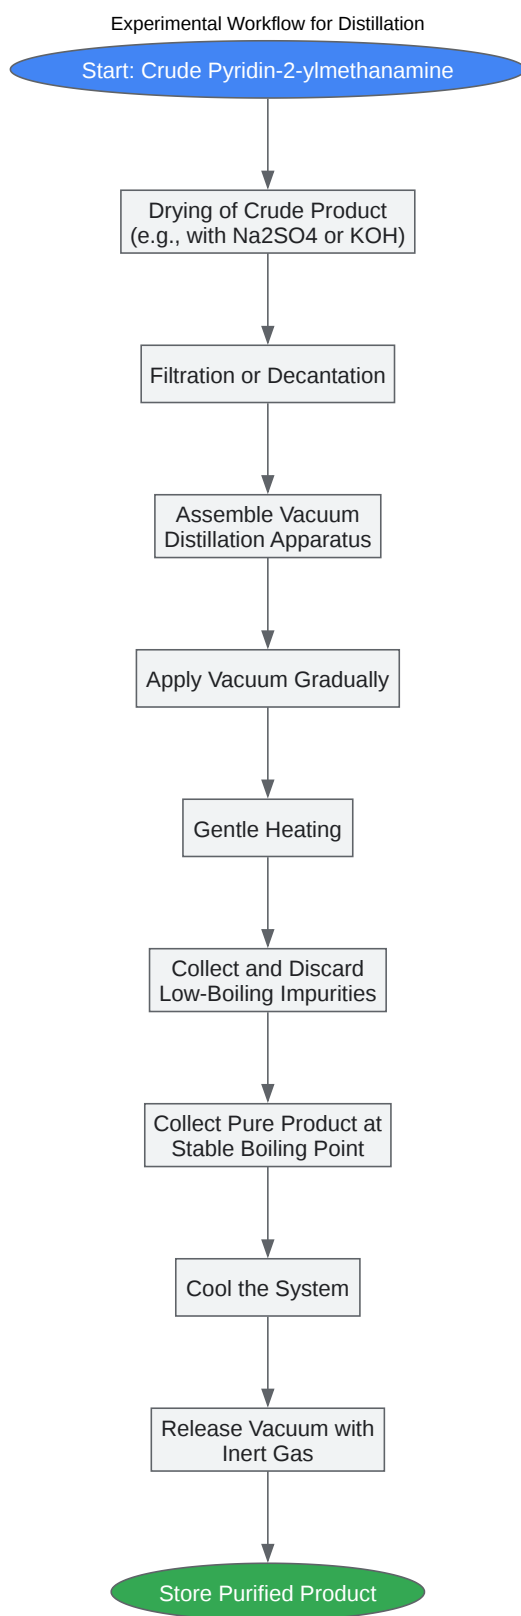 Experimental Workflow for Distillation
Start: Crude Pyridin-2-ylmethanamine
Drying of Crude Product
(e.g., with Na2SO4 or KOH)
Filtration or Decantation
Assemble Vacuum
Distillation Apparatus
Apply Vacuum Gradually
Gentle Heating
Collect and Discard
Low-Boiling Impurities
Collect Pure Product at
Stable Boiling Point
Cool the System
Release Vacuum with
Inert Gas
Store Purified Product